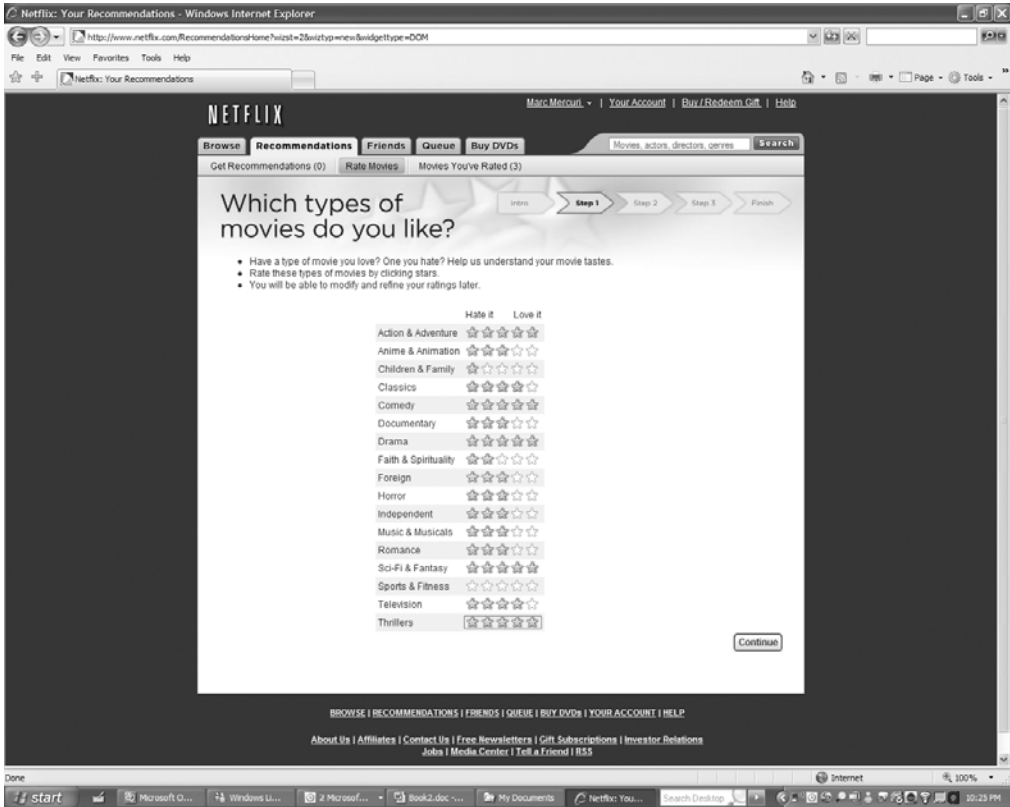 Netflix: Your Recommendations - Windows Internet Explorer
http://www.netflix.com/RecommendationsHome?wizst=2&wiztyp=new&widgettype=DOM
File Edit View Favorites Tools Help
Netflix: Your Recommendations
Page Tools
NETFLIX
Marc Mercuri | Your Account | Buy / Redeem Gift | Help
Browse Recommendations Friends Queue Buy DVDs
Movies, actors, directors, genres Search
Get Recommendations (0) Rate Movies Movies You've Rated (3)
Which types of
movies do you like?
Intro Step 1 Step 2 Step 3 Finish
• Have a type of movie you love? One you hate? Help us understand your movie tastes.
• Rate these types of movies by clicking stars.
• You will be able to modify and refine your ratings later.
Hate it Love it
Action & Adventure
Anime & Animation
Children & Family
Classics
Comedy
Documentary
Drama
Faith & Spirituality
Foreign
Horror
Independent
Music & Musicals
Romance
Sci-Fi & Fantasy
Sports & Fitness
Television
Thrillers
Continue
BROWSE | RECOMMENDATIONS | FRIENDS | QUEUE | BUY DVDs | YOUR ACCOUNT | HELP
About Us | Affiliates | Contact Us | Free Newsletters | Gift Subscriptions | Investor Relations
Jobs | Media Center | Tell a Friend | RSS
Done Internet 100%
start Microsoft O... Windows Li... 2 Microsof... Book2.doc -... My Documents Netflix: You... Search Desktop 10:25 PM